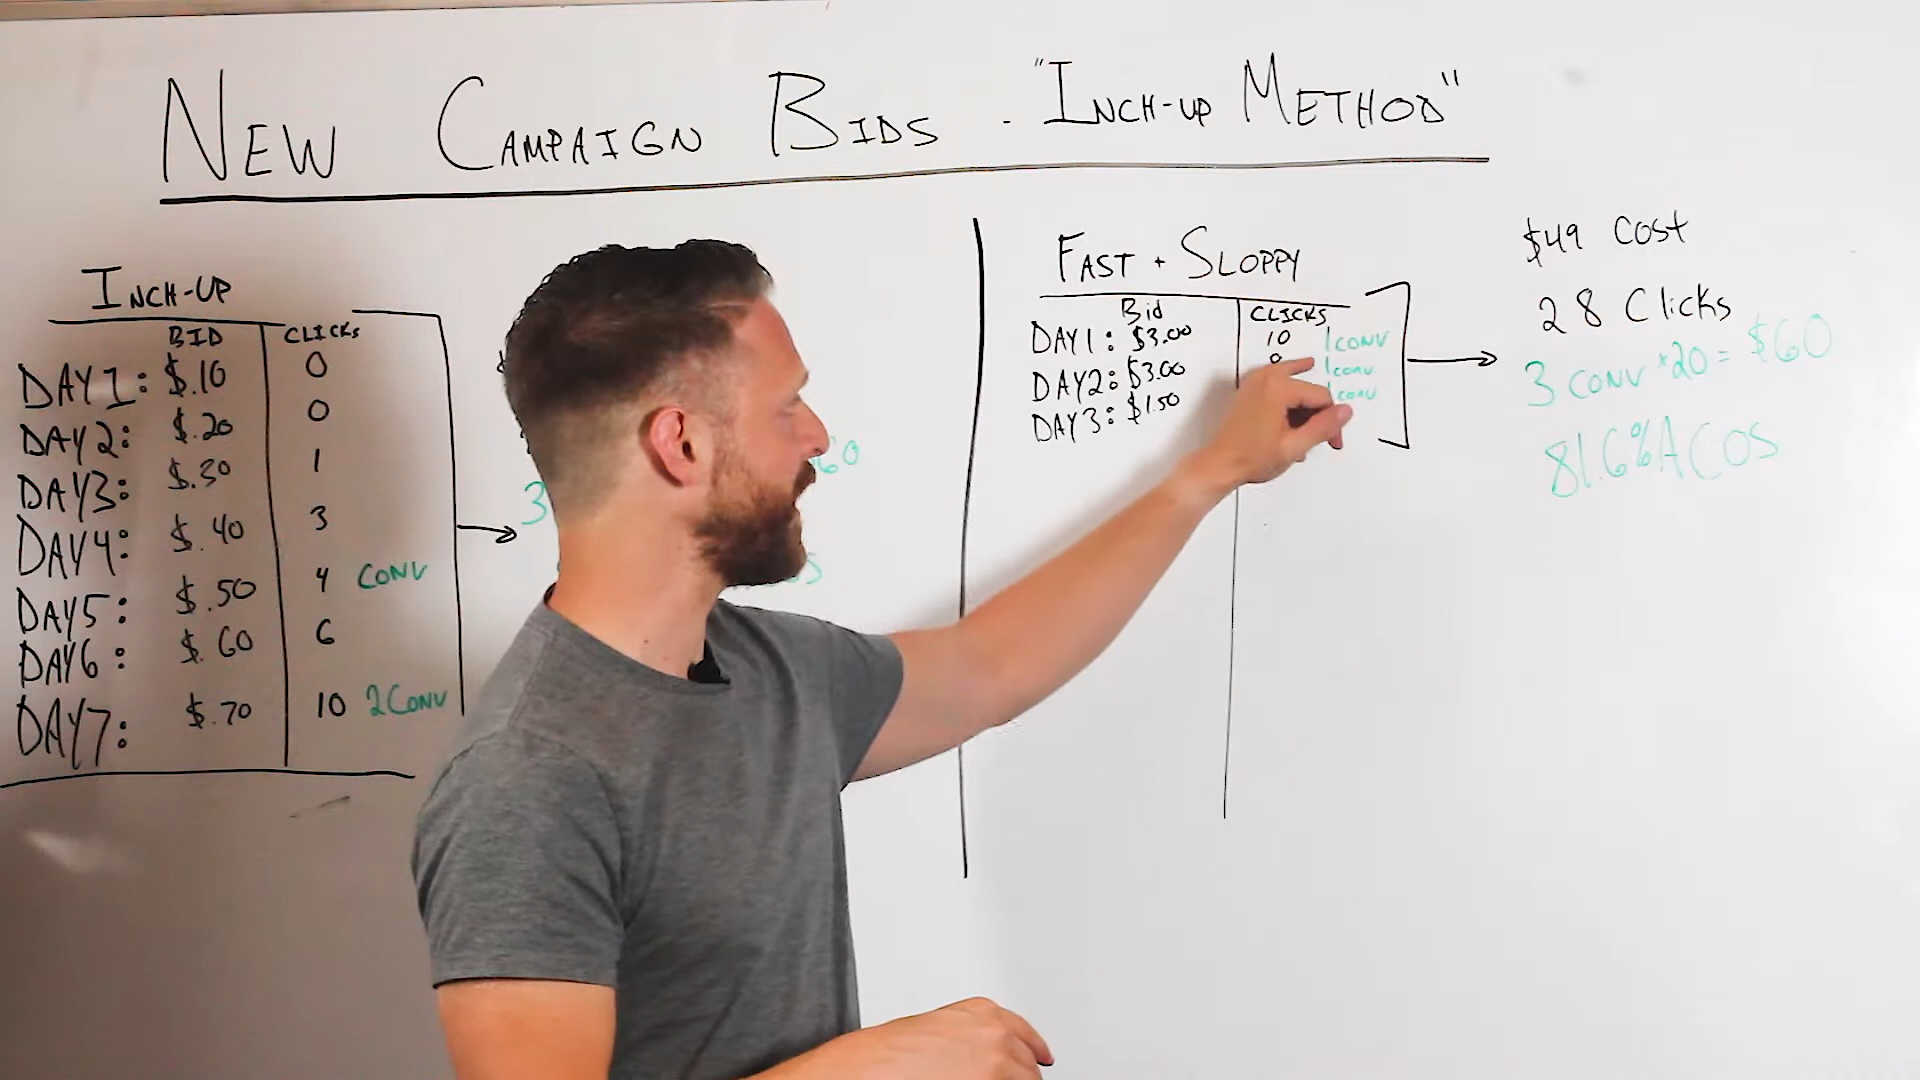 NEW CAMPAIGN BIDS - "INCH-UP METHOD"
INCH-UP
BID CLICKS
DAY 1: $.10 0
DAY 2: $.20 0
DAY 3: $.30 1
DAY 4: $.40 3
DAY 5: $.50 4 CONV
DAY 6: $.60 6
DAY 7: $.70 10 2 CONV
FAST + SLOPPY
Bid CLICKS
DAY 1: $3.00 10 1 CONV
DAY 2: $3.00 1 CONV
DAY 3: $1.50 1 CONV
$49 COST
28 Clicks
3 CONV * 20 = $60
81.6% ACOS